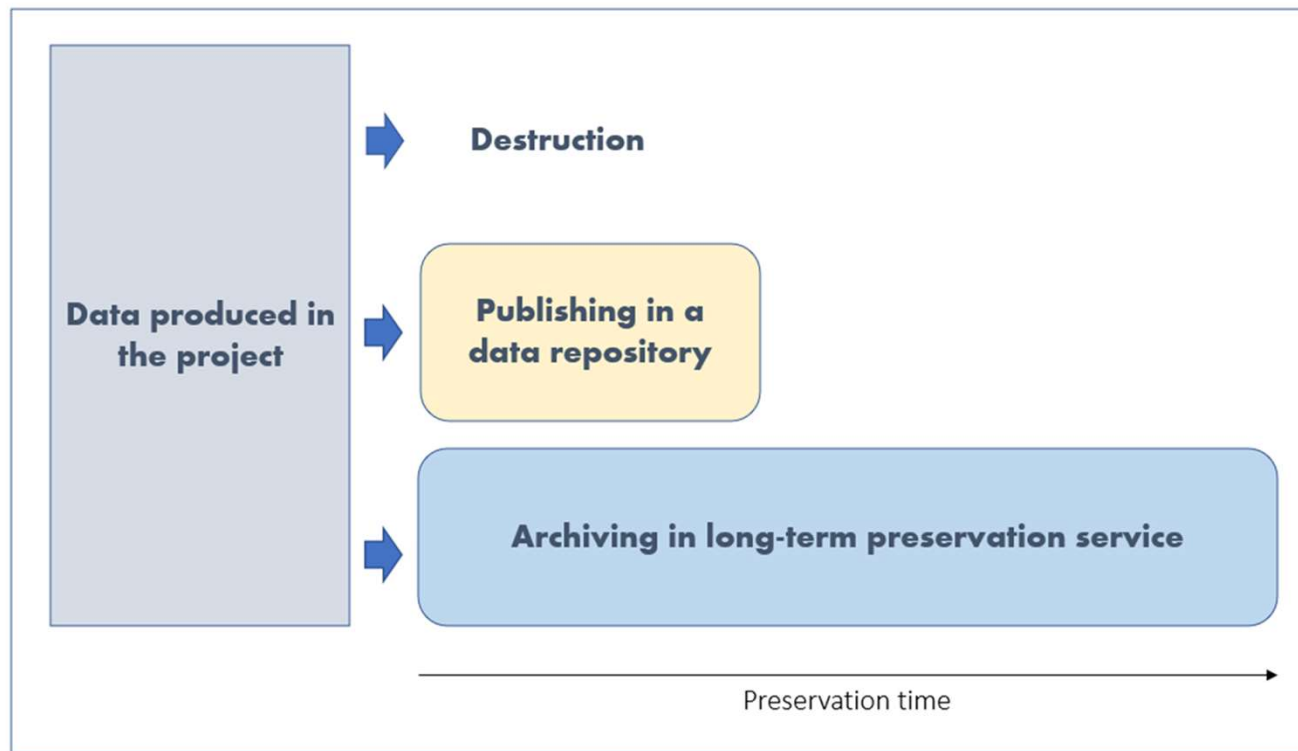 Destruction
Data produced in
the project
Publishing in a
data repository
Archiving in long-term preservation service
Preservation time